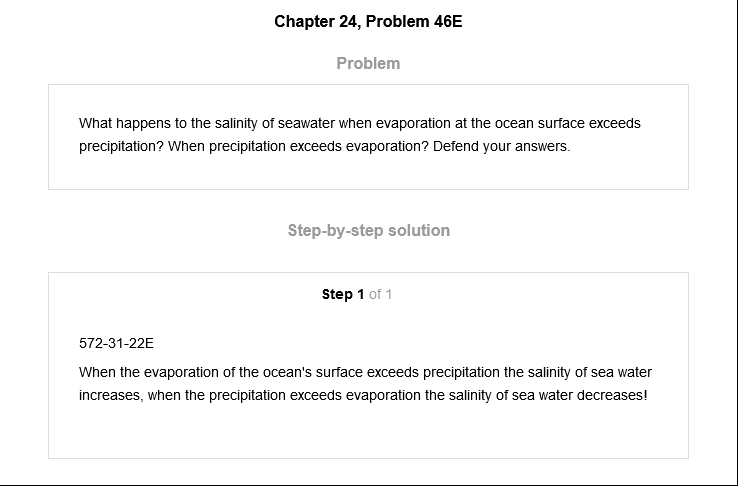 Chapter 24, Problem 46E
Problem
What happens to the salinity of seawater when evaporation at the ocean surface exceeds
precipitation? When precipitation exceeds evaporation? Defend your answers.
Step-by-step solution
Step 1 of 1
572-31-22E
When the evaporation of the ocean's surface exceeds precipitation the salinity of sea water
increases, when the precipitation exceeds evaporation the salinity of sea water decreases!